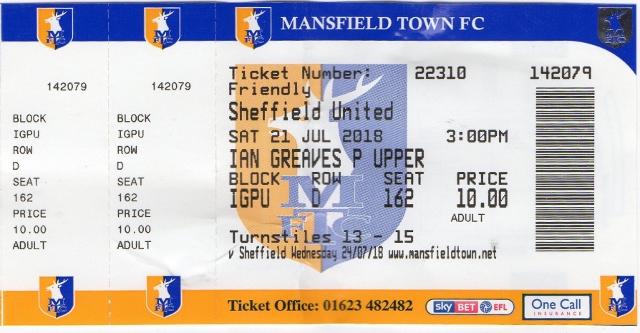 MANSFIELD TOWN FC
142079
BLOCK
IGPU
ROW
D
SEAT
162
PRICE
10.00
ADULT
142079
BLOCK
IGPU
ROW
D
SEAT
162
PRICE
10.00
ADULT
Ticket Number: 22310 142079
Friendly
Sheffield United
SAT 21 JUL 2018 3:00PM
IAN GREAVES P UPPER
BLOCK ROW SEAT PRICE
IGPU D 162 10.00
ADULT
Turnstiles 13 - 15
v Sheffield Wednesday 24/07/18 www.mansfieldtown.net
Ticket Office: 01623 482482
sky BET EFL
One Call
INSURANCE
M
FTC